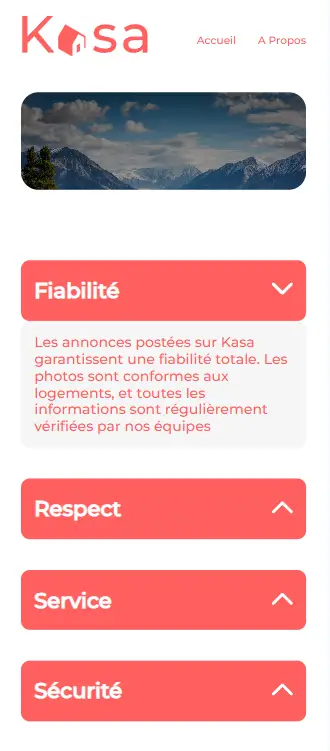 Kasa
Accueil A Propos
Fiabilité
Les annonces postées sur Kasa
garantissent une fiabilité totale. Les
photos sont conformes aux
logements, et toutes les
informations sont régulièrement
vérifiées par nos équipes
Respect
Service
Sécurité